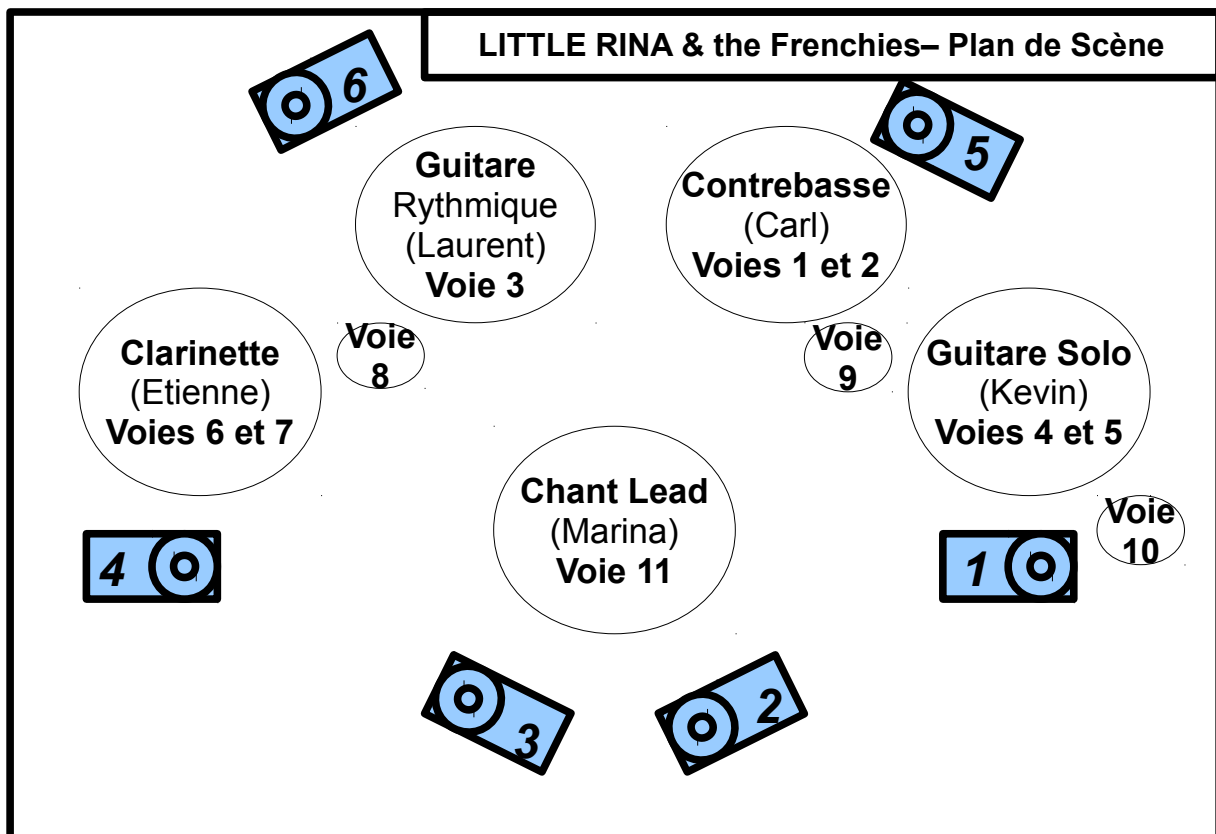 LITTLE RINA & the Frenchies– Plan de Scène
6
5
Guitare
Rythmique
(Laurent)
Voie 3
Contrebasse
(Carl)
Voies 1 et 2
Clarinette
(Etienne)
Voies 6 et 7
Voie
8
Voie
9
Guitare Solo
(Kevin)
Voies 4 et 5
Chant Lead
(Marina)
Voie 11
Voie
10
4
1
3
2